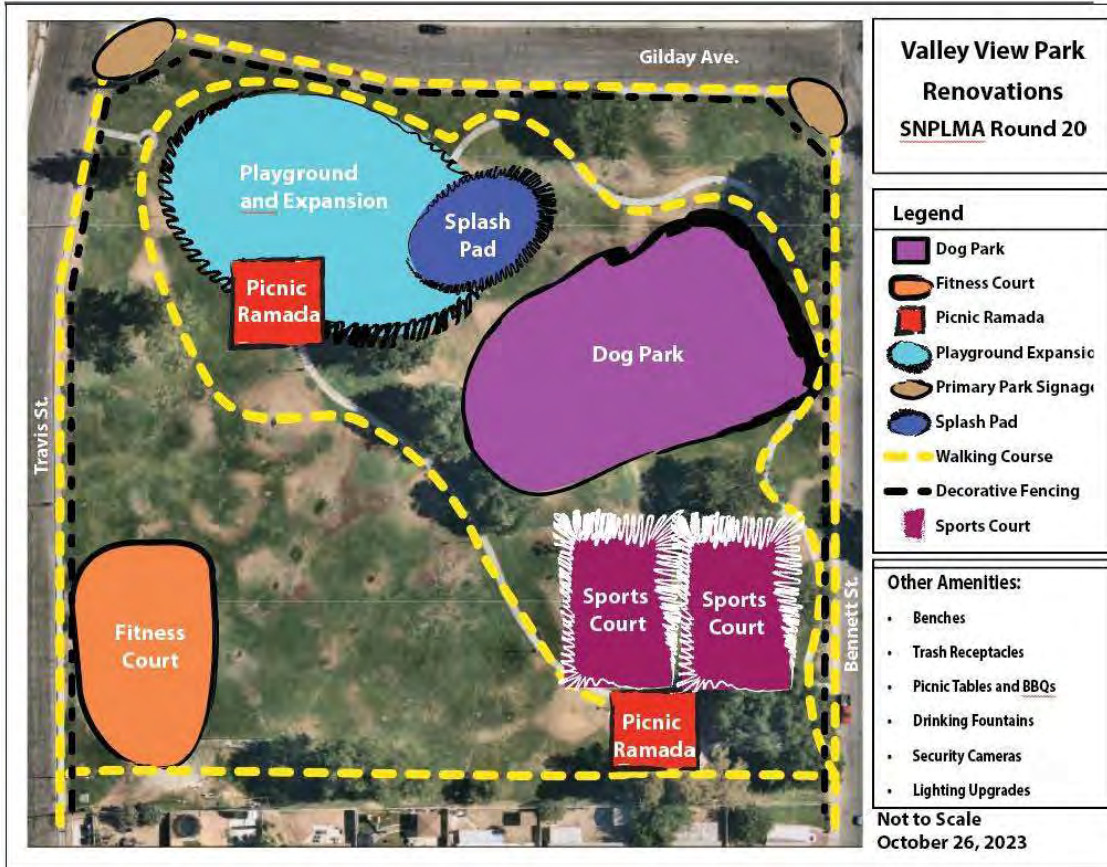 Gilday Ave.
Playground
and Expansion
Splash
Pad
Picnic
Ramada
Dog Park
Travis St.
Fitness
Court
Sports
Court
Sports
Court
Bennett St.
Picnic
Ramada
Valley View Park
Renovations
SNPLMA Round 20
Legend
Dog Park
Fitness Court
Picnic Ramada
Playground Expansio
Primary Park Signage
Splash Pad
Walking Course
Decorative Fencing
Sports Court
Other Amenities:
• Benches
• Trash Receptacles
• Picnic Tables and BBQs
• Drinking Fountains
• Security Cameras
• Lighting Upgrades
Not to Scale
October 26, 2023